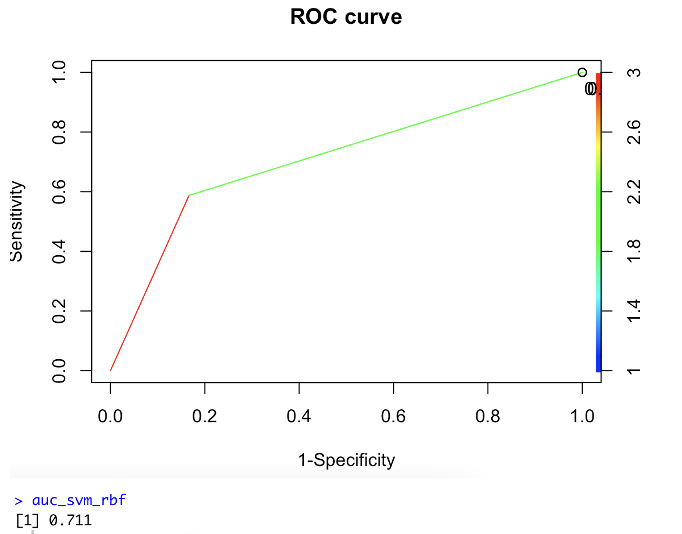 ROC curve
Sensitivity
0.0 0.2 0.4 0.6 0.8 1.0
1 1.4 1.8 2.2 2.6 3
0.0 0.2 0.4 0.6 0.8 1.0
1-Specificity
> auc_svm_rbf
[1] 0.711